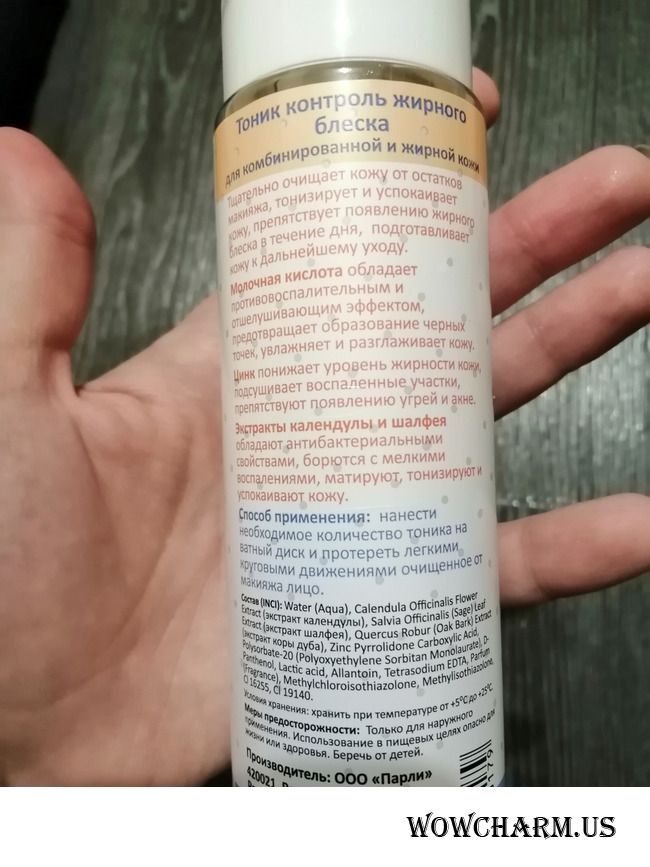 Тоник контроль жирного
блеска
для комбинированной и жирной кожи
Тщательно очищает кожу от остатков
макияжа, тонизирует и успокаивает
кожу, препятствует появлению жирного
блеска в течение дня, подготавливает
кожу к дальнейшему уходу.
Молочная кислота обладает
противовоспалительным и
отшелушивающим эффектом,
предотвращает образование черных
точек, увлажняет и разглаживает кожу.
Цинк понижает уровень жирности кожи,
подсушивает воспаленные участки,
препятствуют появлению угрей и акне.
Экстракты календулы и шалфея
обладают антибактериальными
свойствами, борются с мелкими
воспалениями, матируют, тонизируют и
успокаивают кожу.
Способ применения: нанести
необходимое количество тоника на
ватный диск и протереть легкими
круговыми движениями очищенное от
макияжа лицо.
Состав (INCI): Water (Aqua), Calendula Officinalis Flower
Extract (экстракт календулы), Salvia Officinalis (Sage) Leaf
Extract (экстракт шалфея), Quercus Robur (Oak Bark) Extract
(экстракт коры дуба), Zinc Pyrrolidone Carboxylic Acid,
Polysorbate-20 (Polyoxyethylene Sorbitan Monolaurate), D-
Panthenol, Lactic acid, Allantoin, Tetrasodium EDTA, Parfum
(Fragrance), Methylchloroisothiazolone, Methylisothiazolone,
CI 16255, CI 19140.
Условия хранения: хранить при температуре от +5°C до +25°C.
Меры предосторожности: Только для наружного
применения. Использование в пищевых целях опасно для
жизни или здоровья. Беречь от детей.
Производитель: ООО «Парли»
420021
WOWCHARM.US